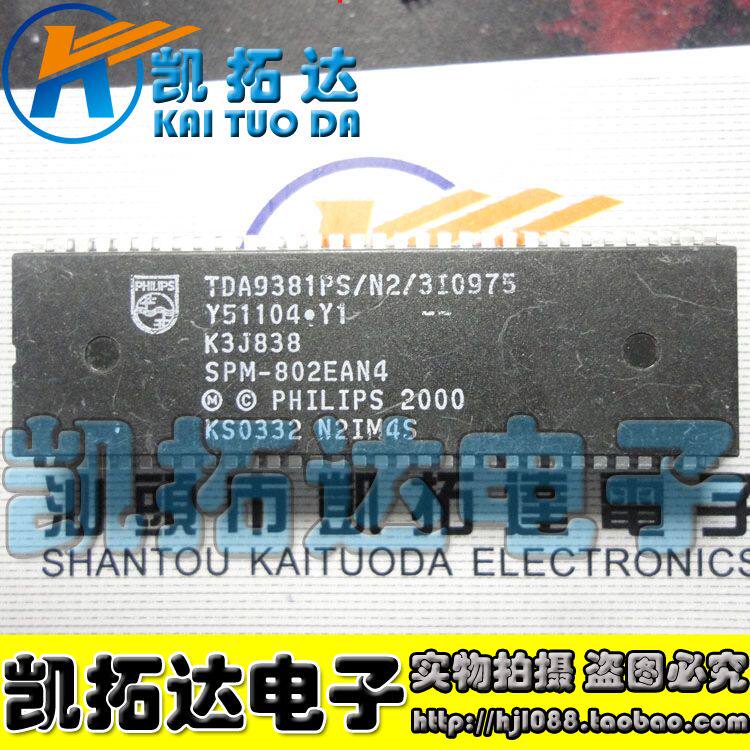 凯拓达
KAI TUO DA
PHILIPS
TDA9381PS/N2/3I0975
Y51104•Y1 --
K3J838
SPM-802EAN4
Ⓜ © PHILIPS 2000
KS0332 N2IM4S
凯拓达电子
SHANTOU KAITUODA ELECTRONICS
凯拓达电子
实物拍摄 盗图必究
http://hjl088.taobao.com